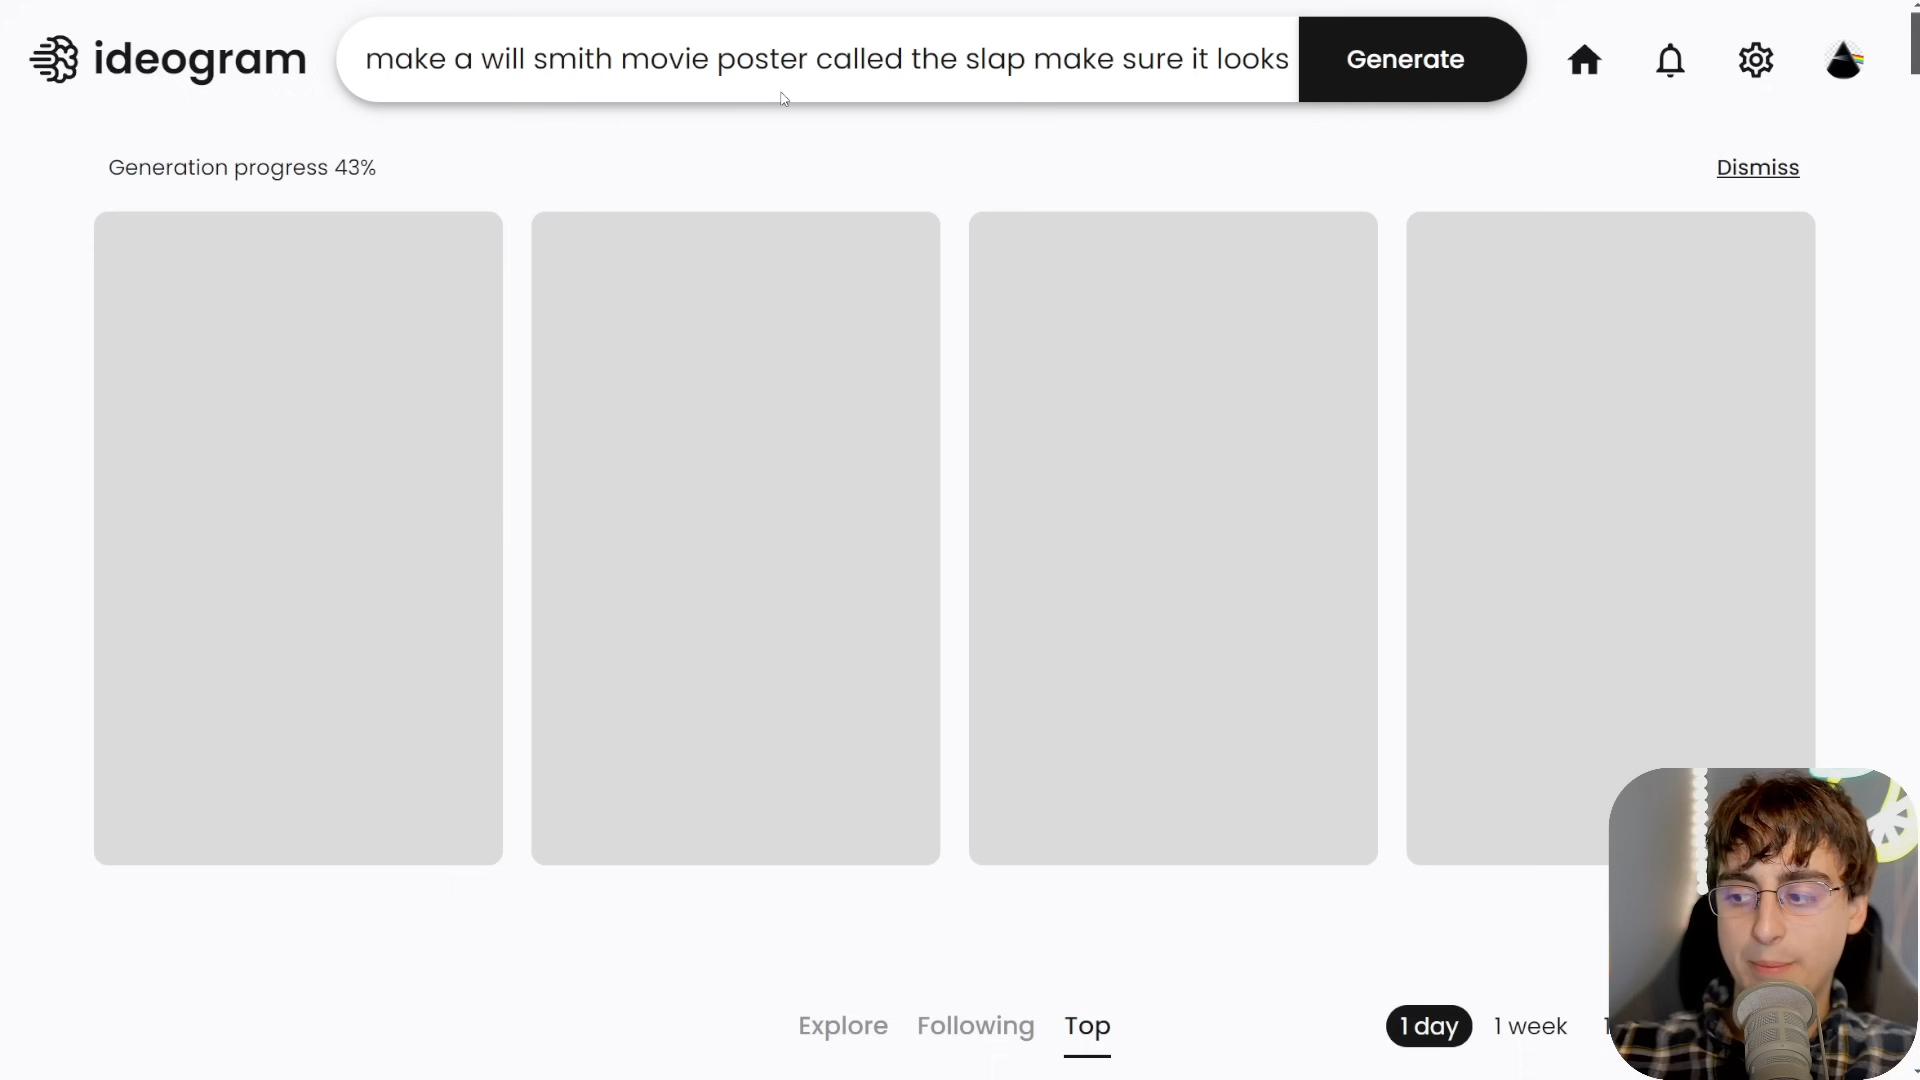 ideogram
make a will smith movie poster called the slap make sure it looks
Generate
Generation progress 43%
Dismiss
Explore
Following
Top
1 day
1 week